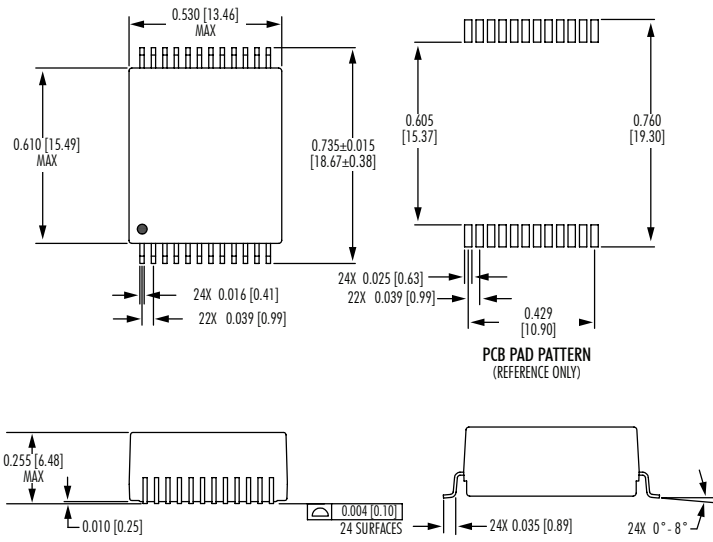 0.530 [13.46]
MAX
0.610 [15.49]
MAX
0.735±0.015
[18.67±0.38]
24X 0.016 [0.41]
22X 0.039 [0.99]
0.605
[15.37]
0.760
[19.30]
24X 0.025 [0.63]
22X 0.039 [0.99]
0.429
[10.90]
PCB PAD PATTERN
(REFERENCE ONLY)
0.255 [6.48]
MAX
0.010 [0.25]
0.004 [0.10]
24 SURFACES
24X 0.035 [0.89]
24X 0°-8°